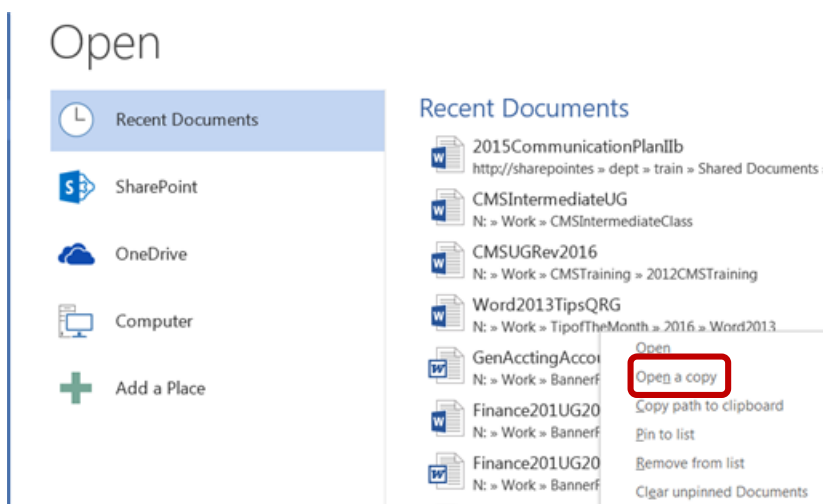 Open
Recent Documents
SharePoint
OneDrive
Computer
Add a Place
Recent Documents
2015CommunicationPlanIIb
http://sharepointes » dept » train » Shared Documents
CMSIntermediateUG
N: » Work » CMSIntermediateClass
CMSUGRev2016
N: » Work » CMSTraining » 2012CMSTraining
Word2013TipsQRG
N: » Work » TipofTheMonth » 2016 » Word2013
GenAcctingAccou
N: » Work » BannerF
Finance201UG20
N: » Work » BannerF
Finance201UG20
N: » Work » BannerF
Open
Open a copy
Copy path to clipboard
Pin to list
Remove from list
Clear unpinned Documents